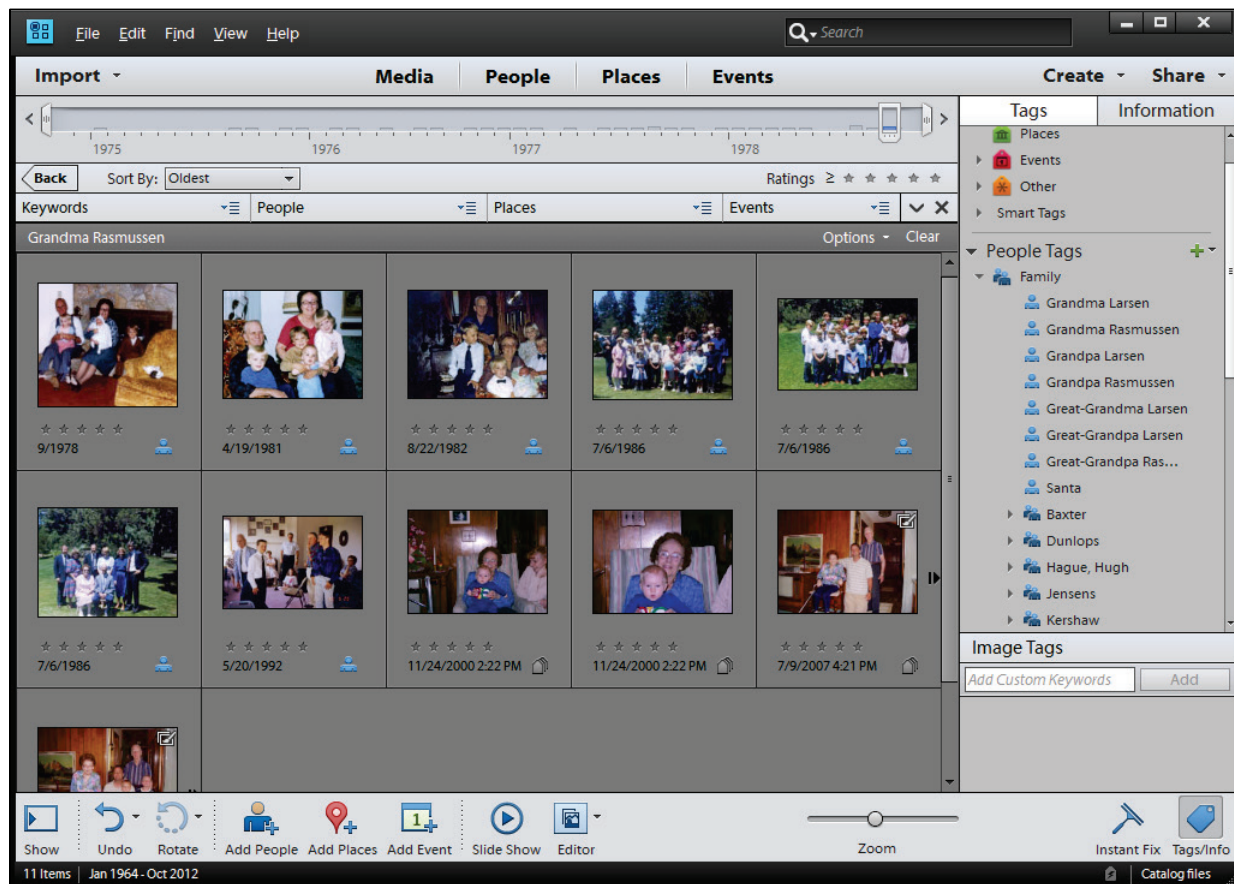 File Edit Find View Help
Search
Import Media People Places Events Create Share
1975 1976 1977 1978
Tags Information
Places
Events
Other
Smart Tags
Back Sort By: Oldest Ratings ≥
Keywords People Places Events
Grandma Rasmussen Options Clear
People Tags
Family
Grandma Larsen
Grandma Rasmussen
Grandpa Larsen
Grandpa Rasmussen
Great-Grandma Larsen
Great-Grandpa Larsen
Great-Grandpa Ras...
Santa
Baxter
Dunlops
Hague, Hugh
Jensens
Kershaw
9/1978 4/19/1981 8/22/1982 7/6/1986 7/6/1986
7/6/1986 5/20/1992 11/24/2000 2:22 PM 11/24/2000 2:22 PM 7/9/2007 4:21 PM
Image Tags
Add Custom Keywords Add
1
Show Undo Rotate Add People Add Places Add Event Slide Show Editor Zoom Instant Fix Tags/Info
11 Items Jan 1964 - Oct 2012 Catalog files